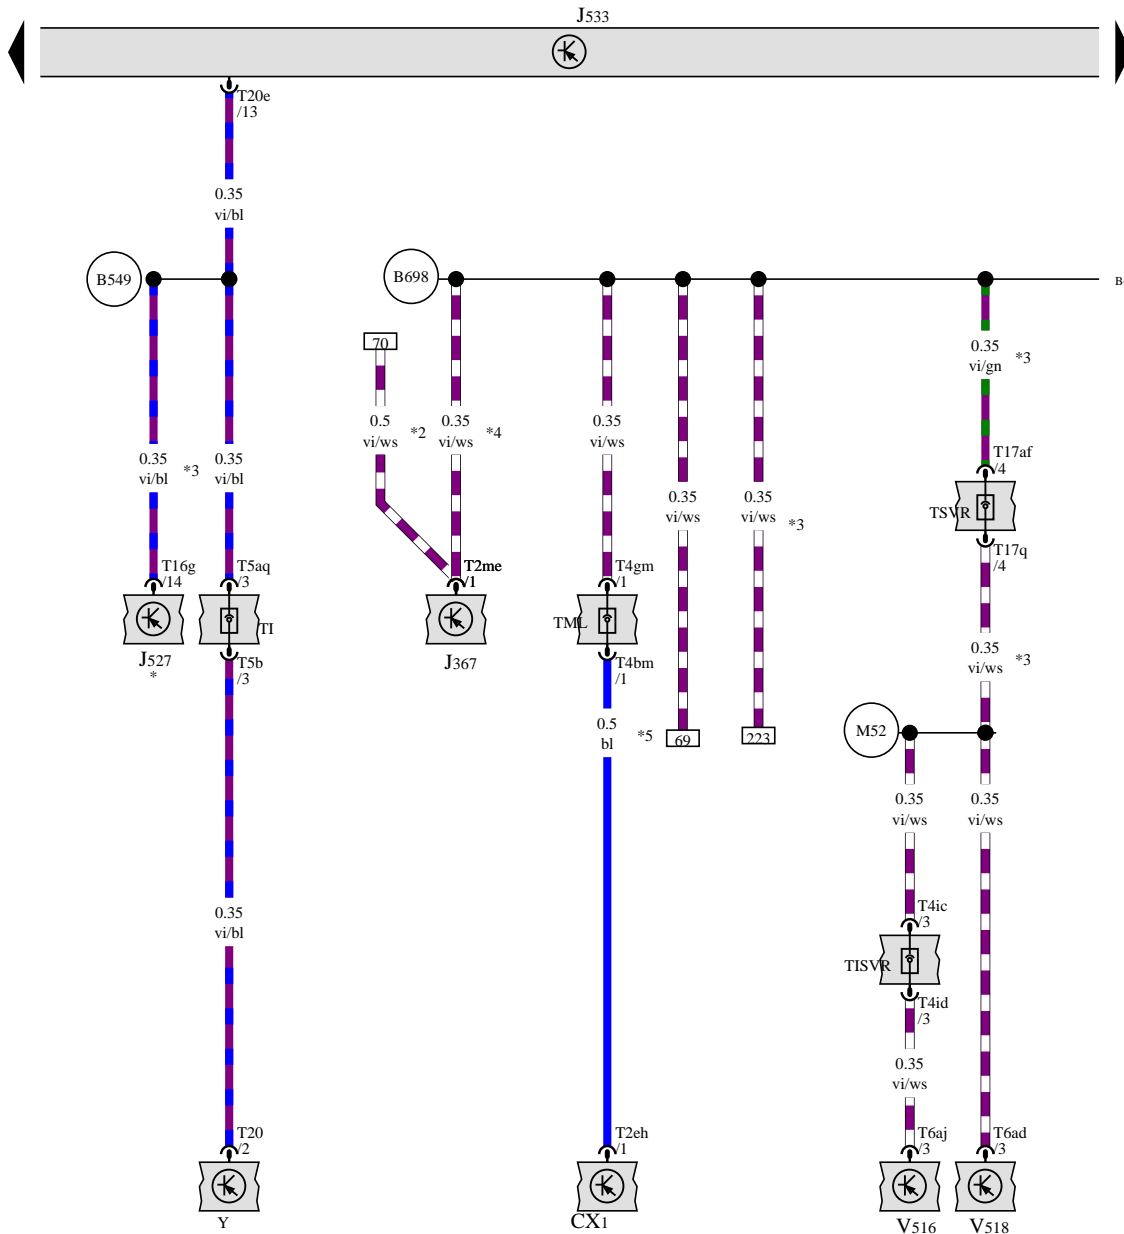 J533
T20e
/13
0.35
vi/bl
B549
B698
70
0.35
vi/gn
*3
0.5
vi/ws
*2
0.35
vi/ws
*4
0.35
vi/ws
0.35
vi/bl
*3
0.35
vi/bl
T17af
/4
0.35
vi/ws
0.35
vi/ws
*3
TSVR
T17q
/4
T16g
/14
T5aq
/3
T2me
/1
T4gm
/1
TI
TML
J527
*
T5b
/3
J367
T4bm
/1
0.35
vi/ws
*3
0.5
bl
*5
69
223
M52
0.35
vi/ws
0.35
vi/ws
0.35
vi/bl
T4ic
/3
TISVR
T4id
/3
0.35
vi/ws
T20
/2
T2eh
/1
T6aj
/3
T6ad
/3
Y
CX1
V516
V518